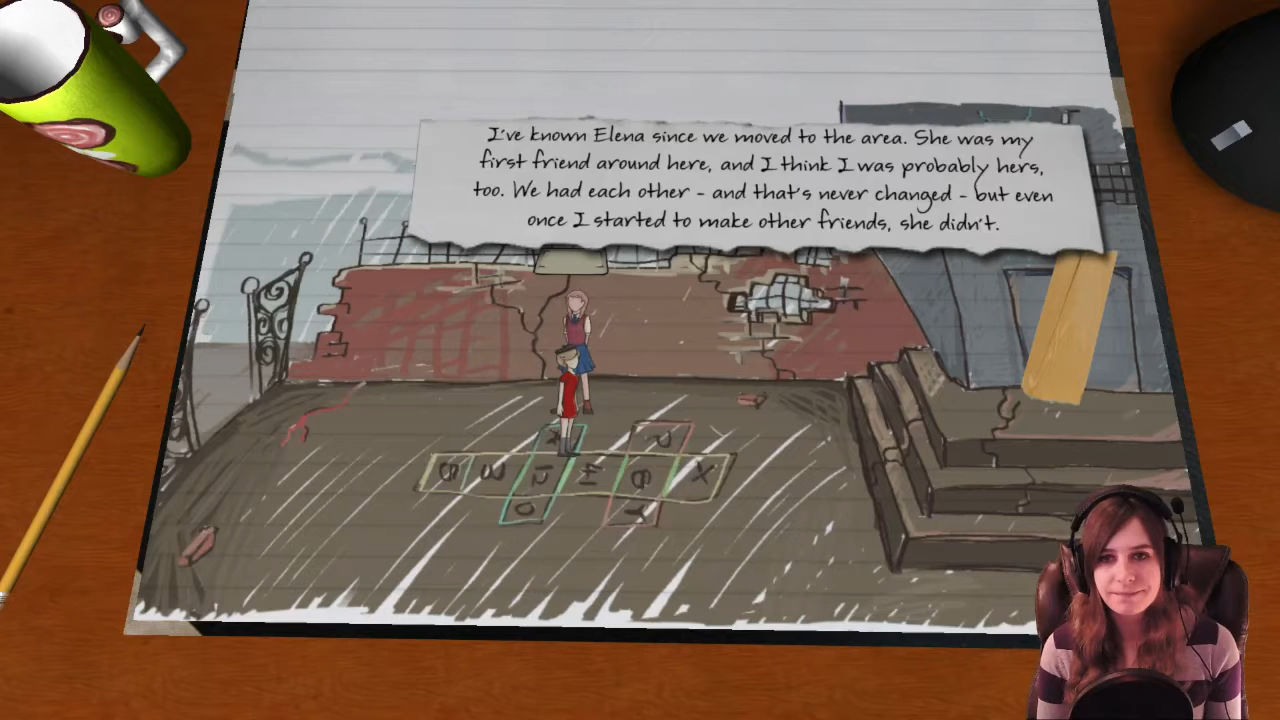 I've known Elena since we moved to the area. She was my
first friend around here, and I think I was probably hers,
too. We had each other - and that's never changed - but even
once I started to make other friends, she didn't.